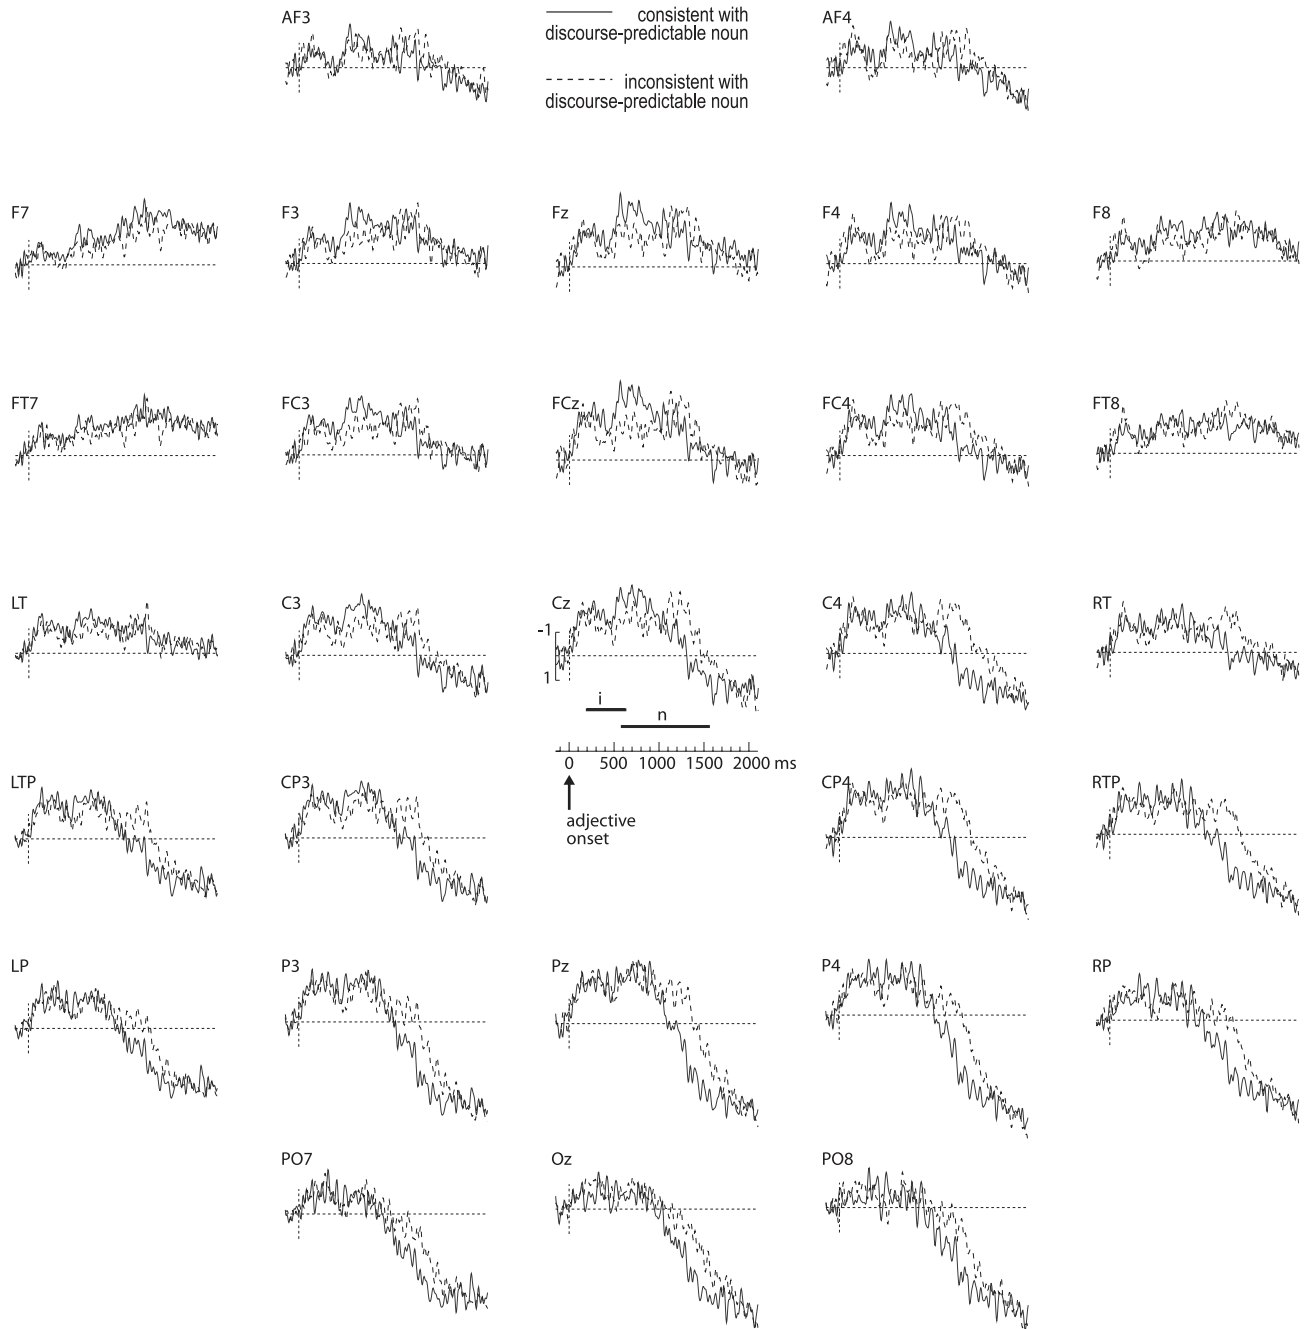 AF3
consistent with
discourse-predictable noun
inconsistent with
discourse-predictable noun
AF4
F7
F3
Fz
F4
F8
FT7
FC3
FCz
FC4
FT8
LT
C3
Cz
C4
RT
-1
1
i
n
0 500 1000 1500 2000 ms
adjective
onset
LTP
CP3
CP4
RTP
LP
P3
Pz
P4
RP
PO7
Oz
PO8